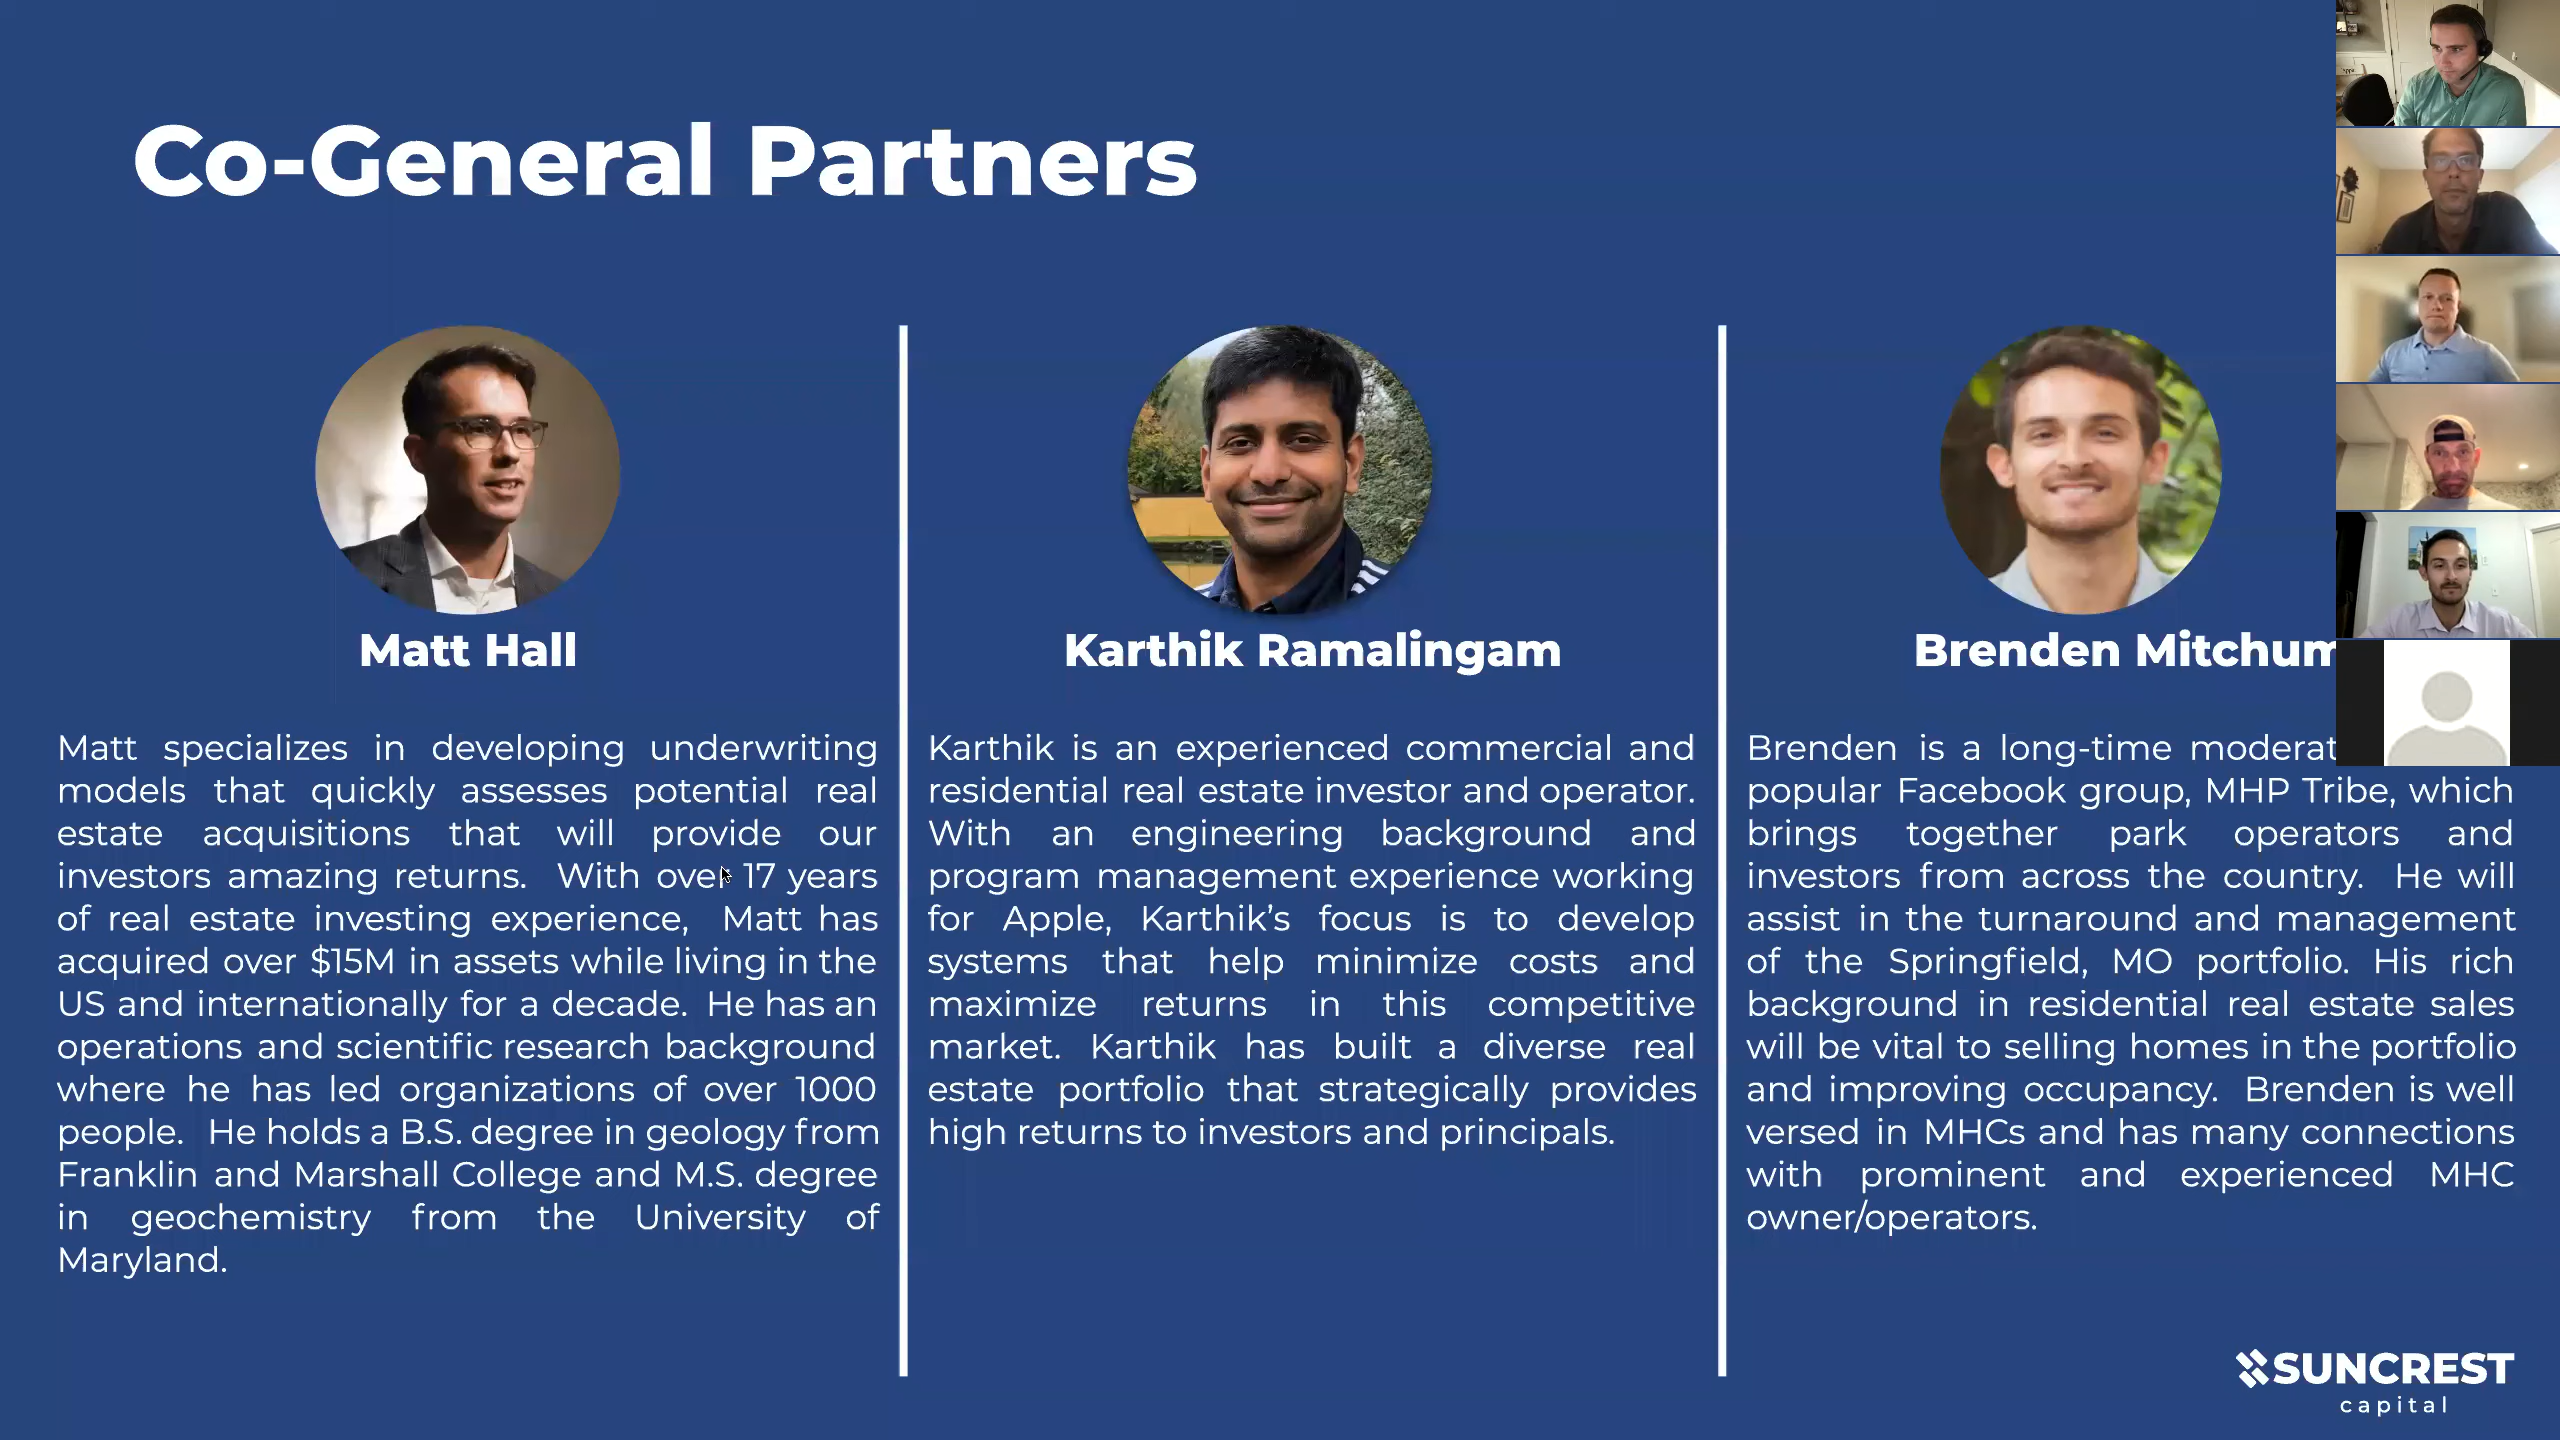 Co-General Partners
Matt Hall
Matt specializes in developing underwriting
models that quickly assesses potential real
estate acquisitions that will provide our
investors amazing returns. With over 17 years
of real estate investing experience, Matt has
acquired over $15M in assets while living in the
US and internationally for a decade. He has an
operations and scientific research background
where he has led organizations of over 1000
people. He holds a B.S. degree in geology from
Franklin and Marshall College and M.S. degree
in geochemistry from the University of
Maryland.
Karthik Ramalingam
Karthik is an experienced commercial and
residential real estate investor and operator.
With an engineering background and
program management experience working
for Apple, Karthik's focus is to develop
systems that help minimize costs and
maximize returns in this competitive
market. Karthik has built a diverse real
estate portfolio that strategically provides
high returns to investors and principals.
Brenden Mitchum
Brenden is a long-time moderat
popular Facebook group, MHP Tribe, which
brings together park operators and
investors from across the country. He will
assist in the turnaround and management
of the Springfield, MO portfolio. His rich
background in residential real estate sales
will be vital to selling homes in the portfolio
and improving occupancy. Brenden is well
versed in MHCs and has many connections
with prominent and experienced MHC
owner/operators.
SUNCREST
capital